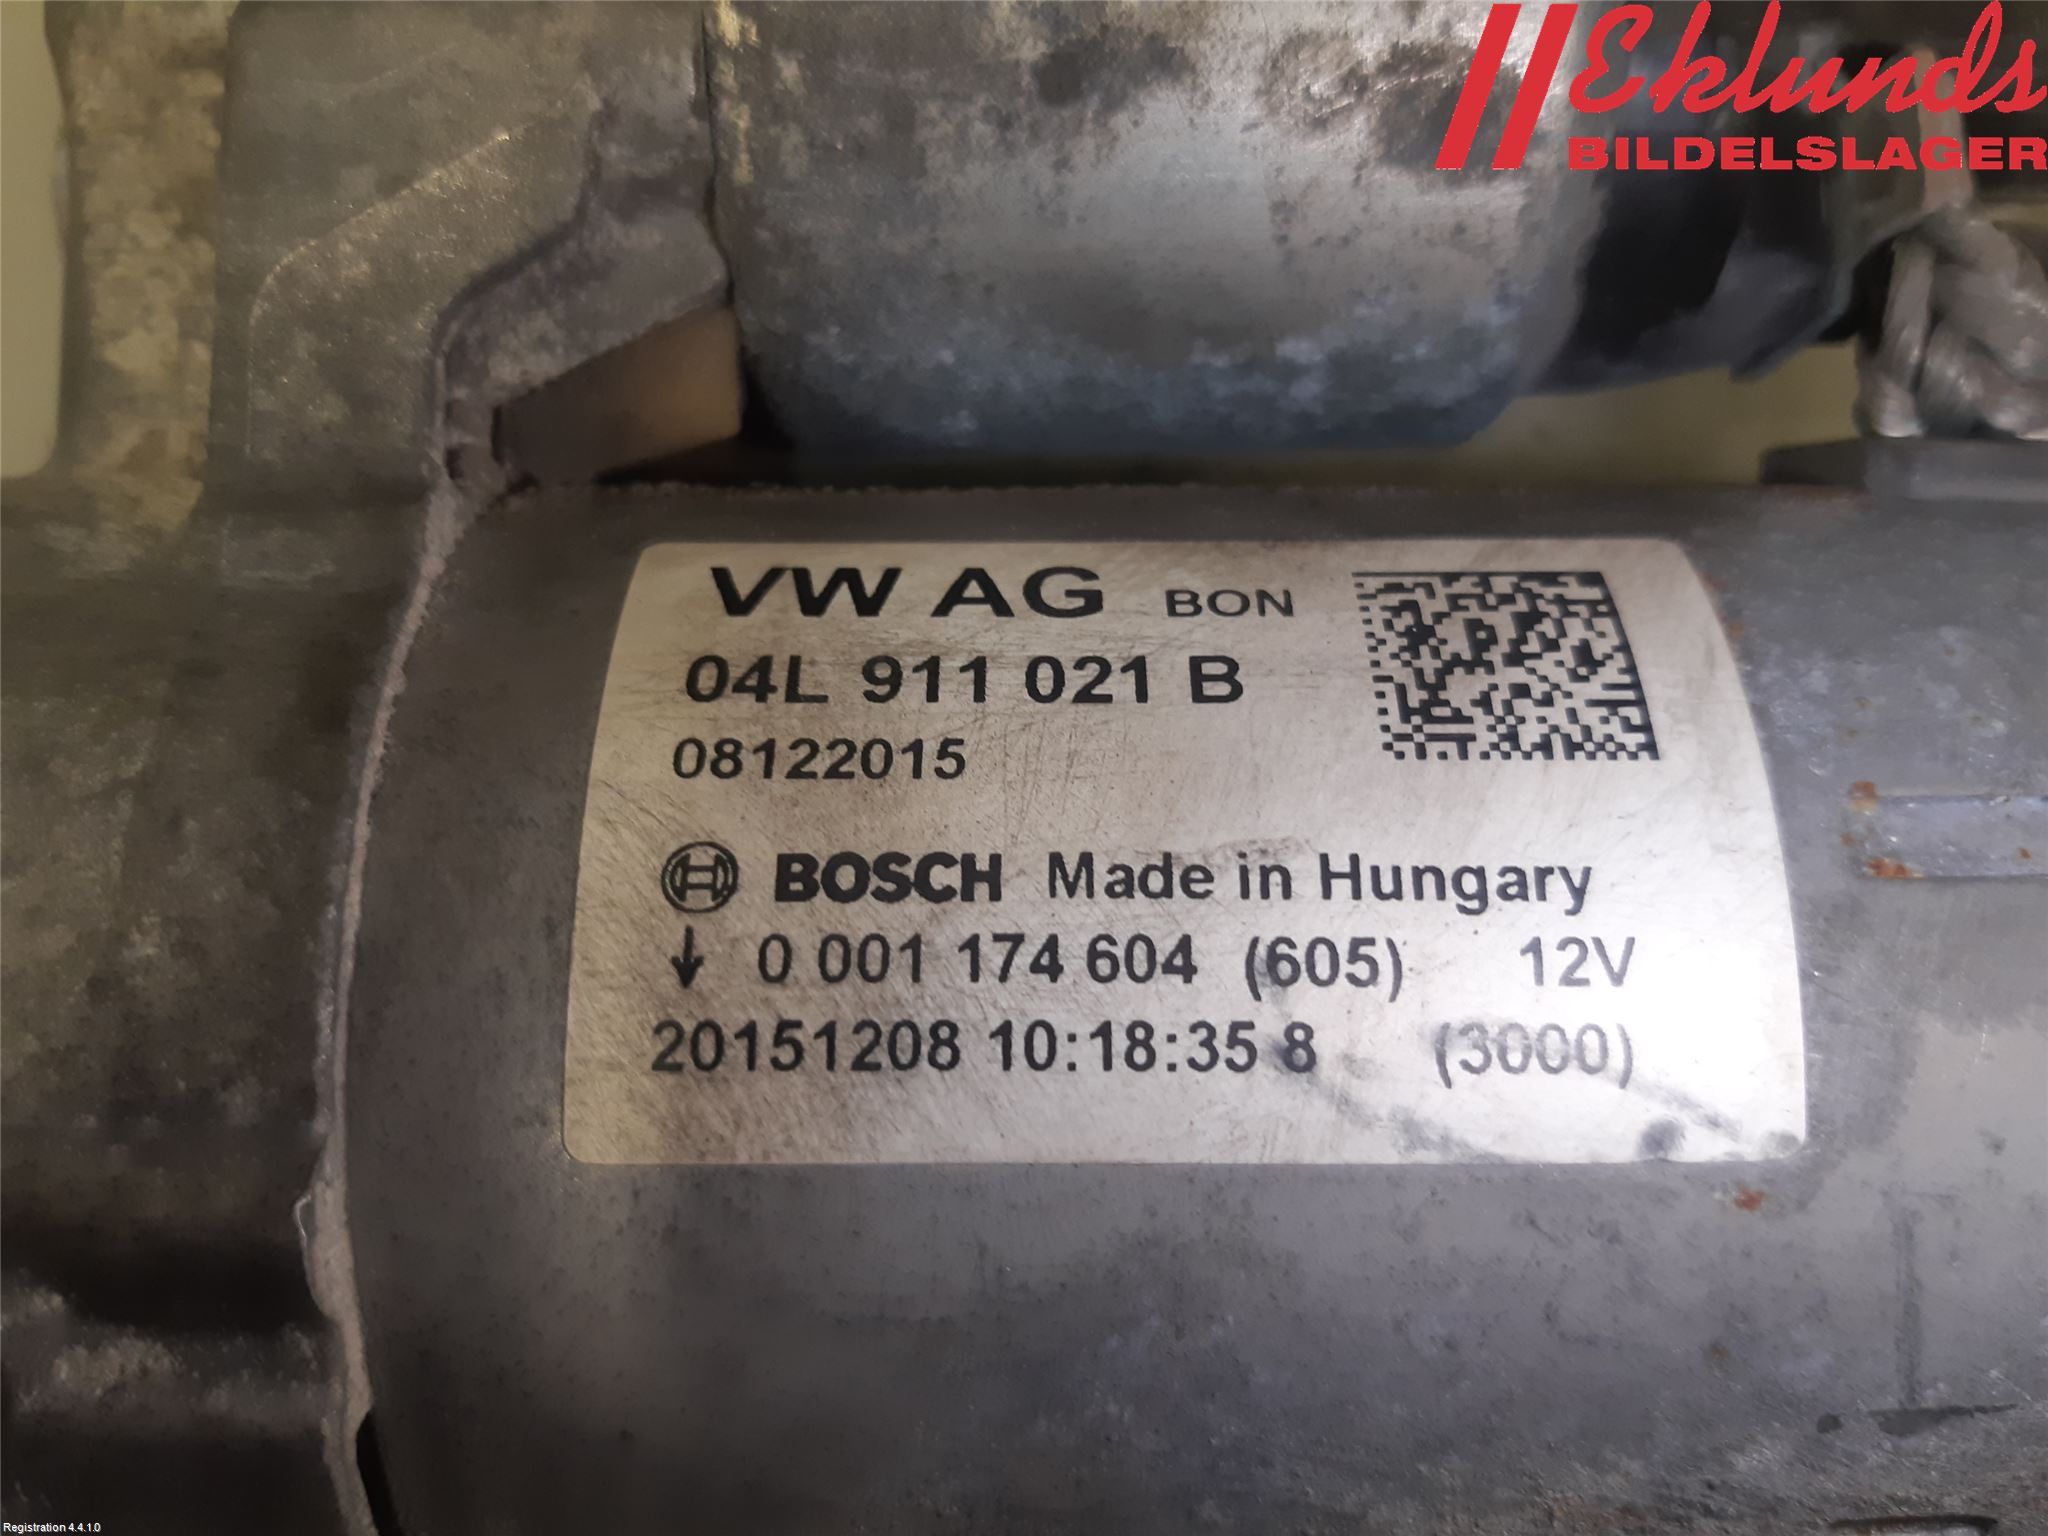 Eklunds
BILDELSLAGER
VW AG BON
04L 911 021 B
08122015
BOSCH Made in Hungary
↓ 0 001 174 604 (605) 12V
20151208 10:18:35 8 (3000)
Registration 4.4.1.0